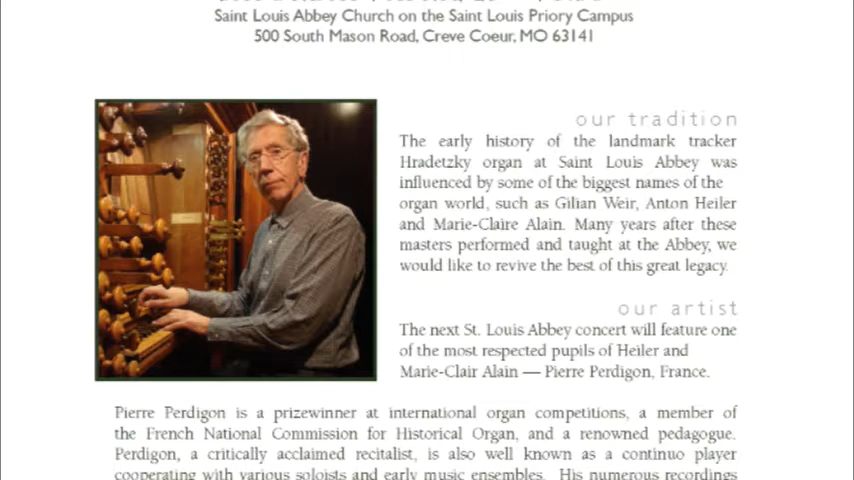 Saint Louis Abbey Church on the Saint Louis Priory Campus
500 South Mason Road, Creve Coeur, MO 63141
our tradition
The early history of the landmark tracker
Hradetzky organ at Saint Louis Abbey was
influenced by some of the biggest names of the
organ world, such as Gilian Weir, Anton Heiler
and Marie-Claire Alain. Many years after these
masters performed and taught at the Abbey, we
would like to revive the best of this great legacy.
our artist
The next St. Louis Abbey concert will feature one
of the most respected pupils of Heiler and
Marie-Clair Alain — Pierre Perdigon, France.
Pierre Perdigon is a prizewinner at international organ competitions, a member of
the French National Commission for Historical Organ, and a renowned pedagogue.
Perdigon, a critically acclaimed recitalist, is also well known as a continuo player
cooperating with various soloists and early music ensembles. His numerous recordings